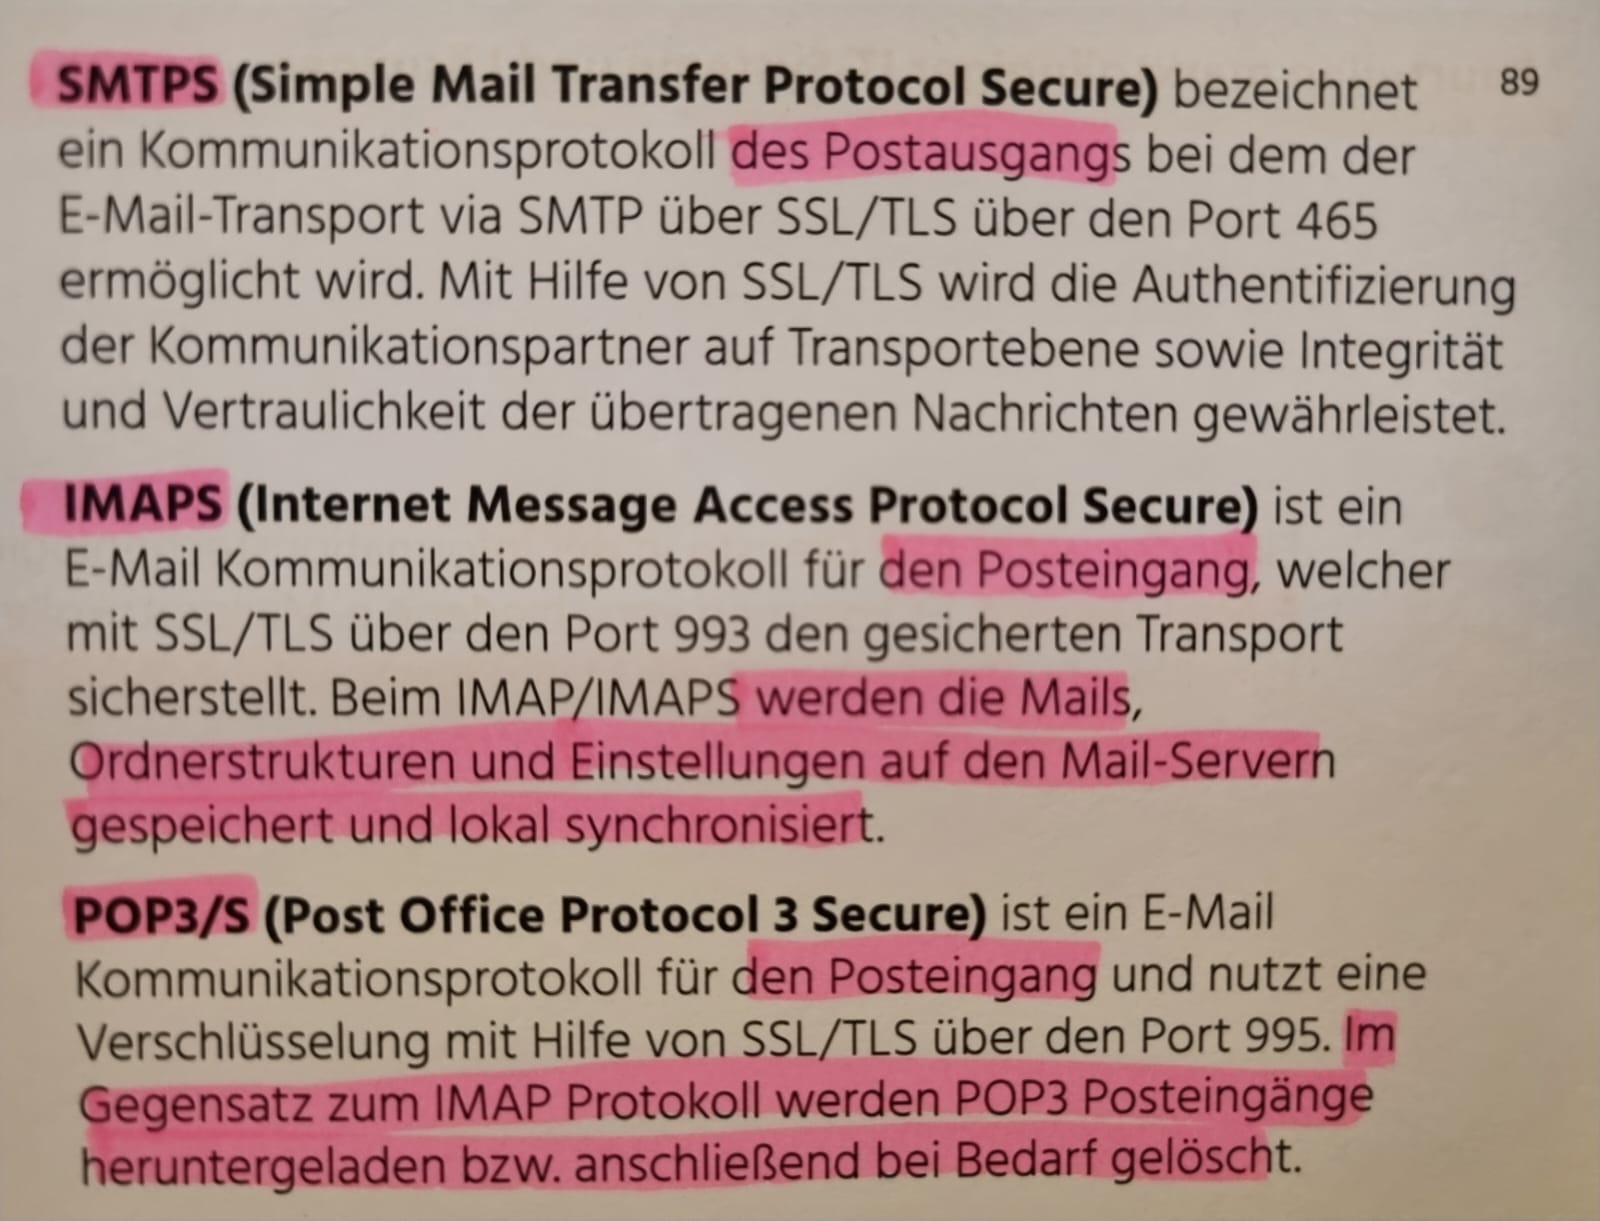 SMTPS (Simple Mail Transfer Protocol Secure) bezeichnet 89
ein Kommunikationsprotokoll des Postausgangs bei dem der
E-Mail-Transport via SMTP über SSL/TLS über den Port 465
ermöglicht wird. Mit Hilfe von SSL/TLS wird die Authentifizierung
der Kommunikationspartner auf Transportebene sowie Integrität
und Vertraulichkeit der übertragenen Nachrichten gewährleistet.
IMAPS (Internet Message Access Protocol Secure) ist ein
E-Mail Kommunikationsprotokoll für den Posteingang, welcher
mit SSL/TLS über den Port 993 den gesicherten Transport
sicherstellt. Beim IMAP/IMAPS werden die Mails,
Ordnerstrukturen und Einstellungen auf den Mail-Servern
gespeichert und lokal synchronisiert.
POP3/S (Post Office Protocol 3 Secure) ist ein E-Mail
Kommunikationsprotokoll für den Posteingang und nutzt eine
Verschlüsselung mit Hilfe von SSL/TLS über den Port 995. Im
Gegensatz zum IMAP Protokoll werden POP3 Posteingänge
heruntergeladen bzw. anschließend bei Bedarf gelöscht.